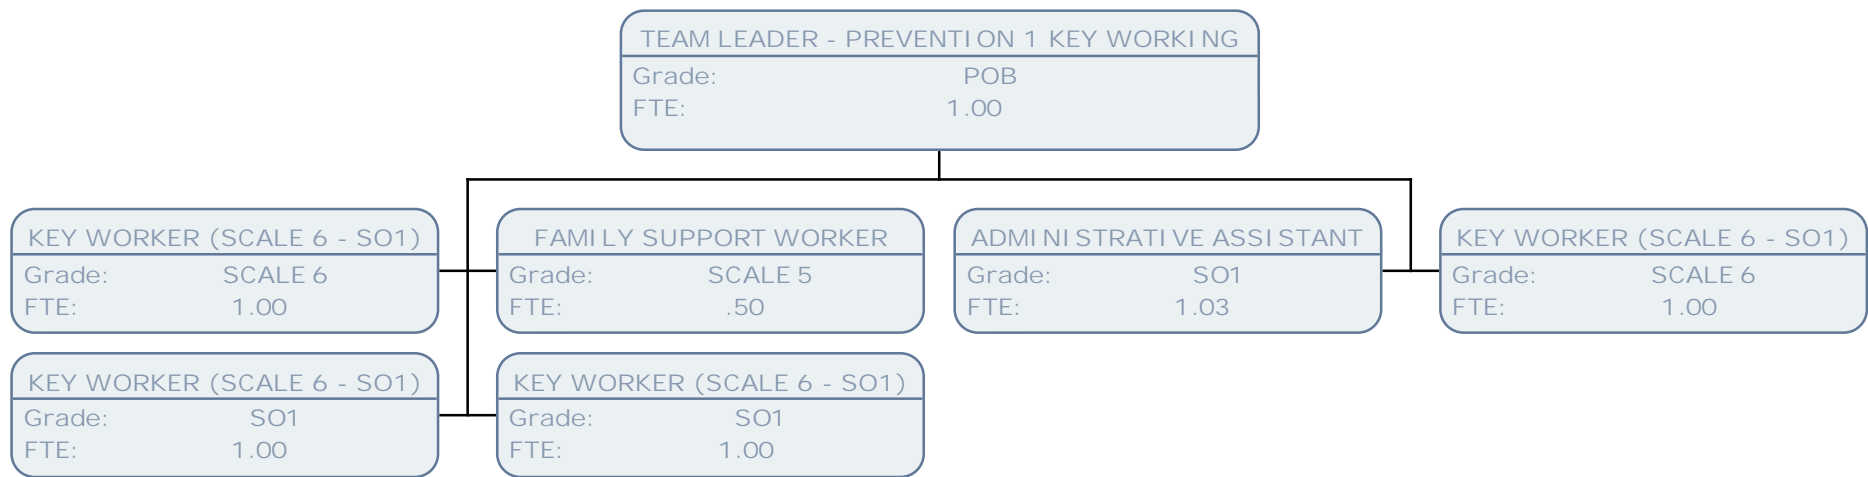 TEAM LEADER - PREVENTION 1 KEY WORKING
Grade: POB
FTE: 1.00
KEY WORKER (SCALE 6 - SO1)
Grade: SCALE 6
FTE: 1.00
FAMILY SUPPORT WORKER
Grade: SCALE 5
FTE: .50
ADMINISTRATIVE ASSISTANT
Grade: SO1
FTE: 1.03
KEY WORKER (SCALE 6 - SO1)
Grade: SCALE 6
FTE: 1.00
KEY WORKER (SCALE 6 - SO1)
Grade: SO1
FTE: 1.00
KEY WORKER (SCALE 6 - SO1)
Grade: SO1
FTE: 1.00